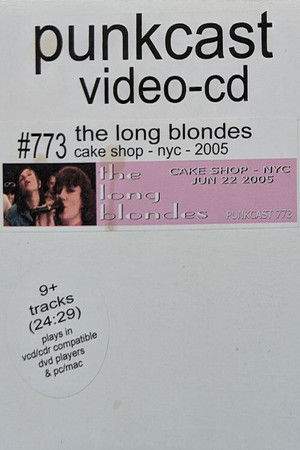 punkcast
video-cd
#773 the long blondes
cake shop - nyc - 2005
the
long
blondes
CAKE SHOP - NYC
JUN 22 2005
PUNKCAST 773
9+
tracks
(24:29)
plays in
vcd/cdr compatible
dvd players
& pc/mac